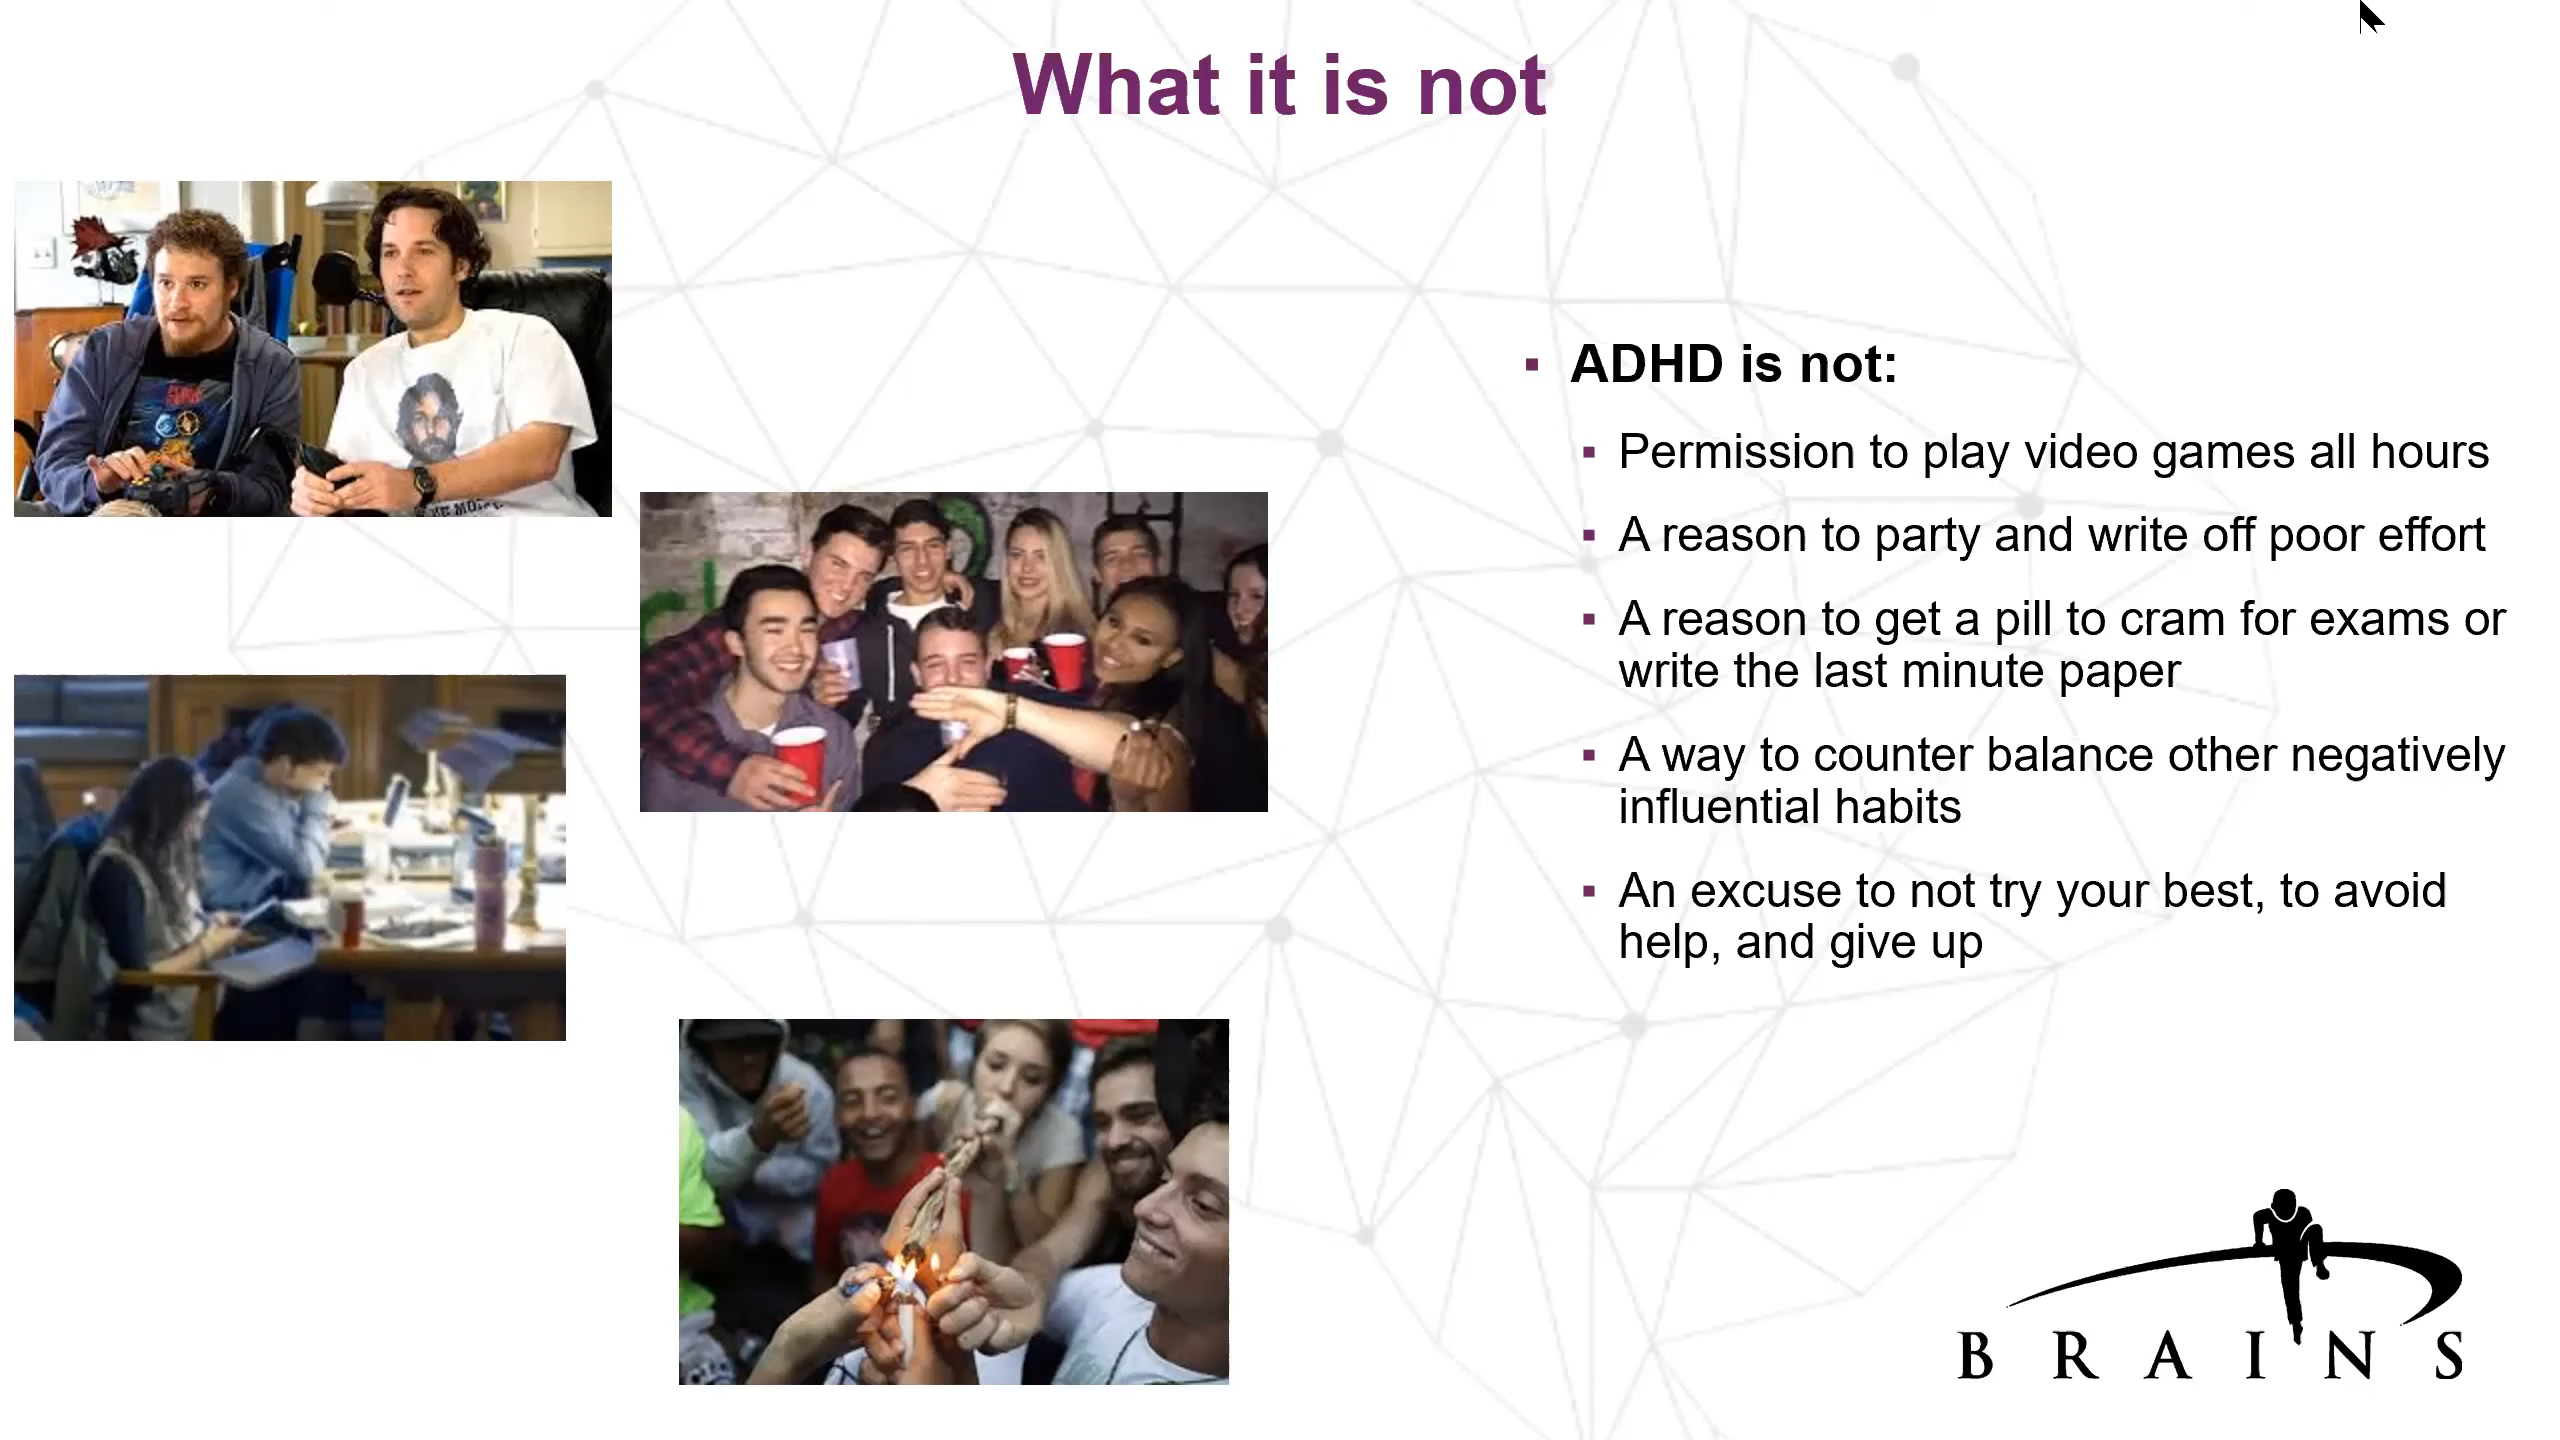 What it is not
▪ ADHD is not:
▪ Permission to play video games all hours
▪ A reason to party and write off poor effort
▪ A reason to get a pill to cram for exams or
write the last minute paper
▪ A way to counter balance other negatively
influential habits
▪ An excuse to not try your best, to avoid
help, and give up
BRAINS